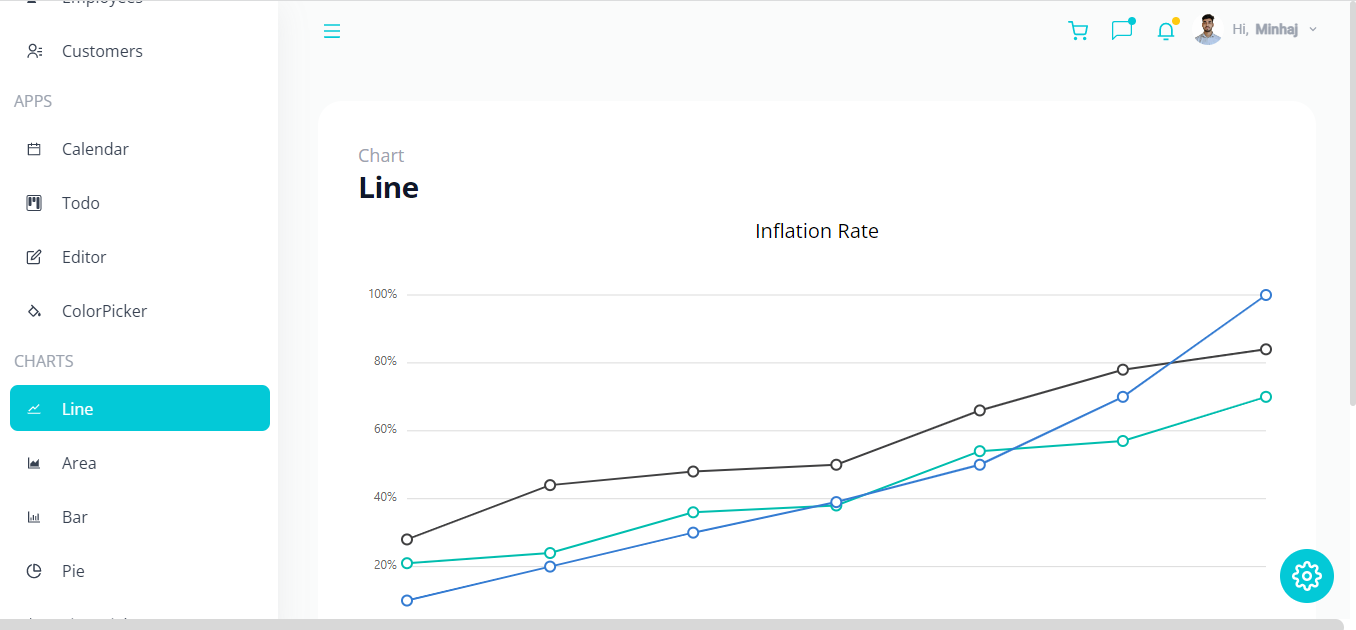 Employees
Customers
APPS
Calendar
Todo
Editor
ColorPicker
CHARTS
Line
Area
Bar
Pie
Hi, Minhaj
Chart
Line
Inflation Rate
100%
80%
60%
40%
20%